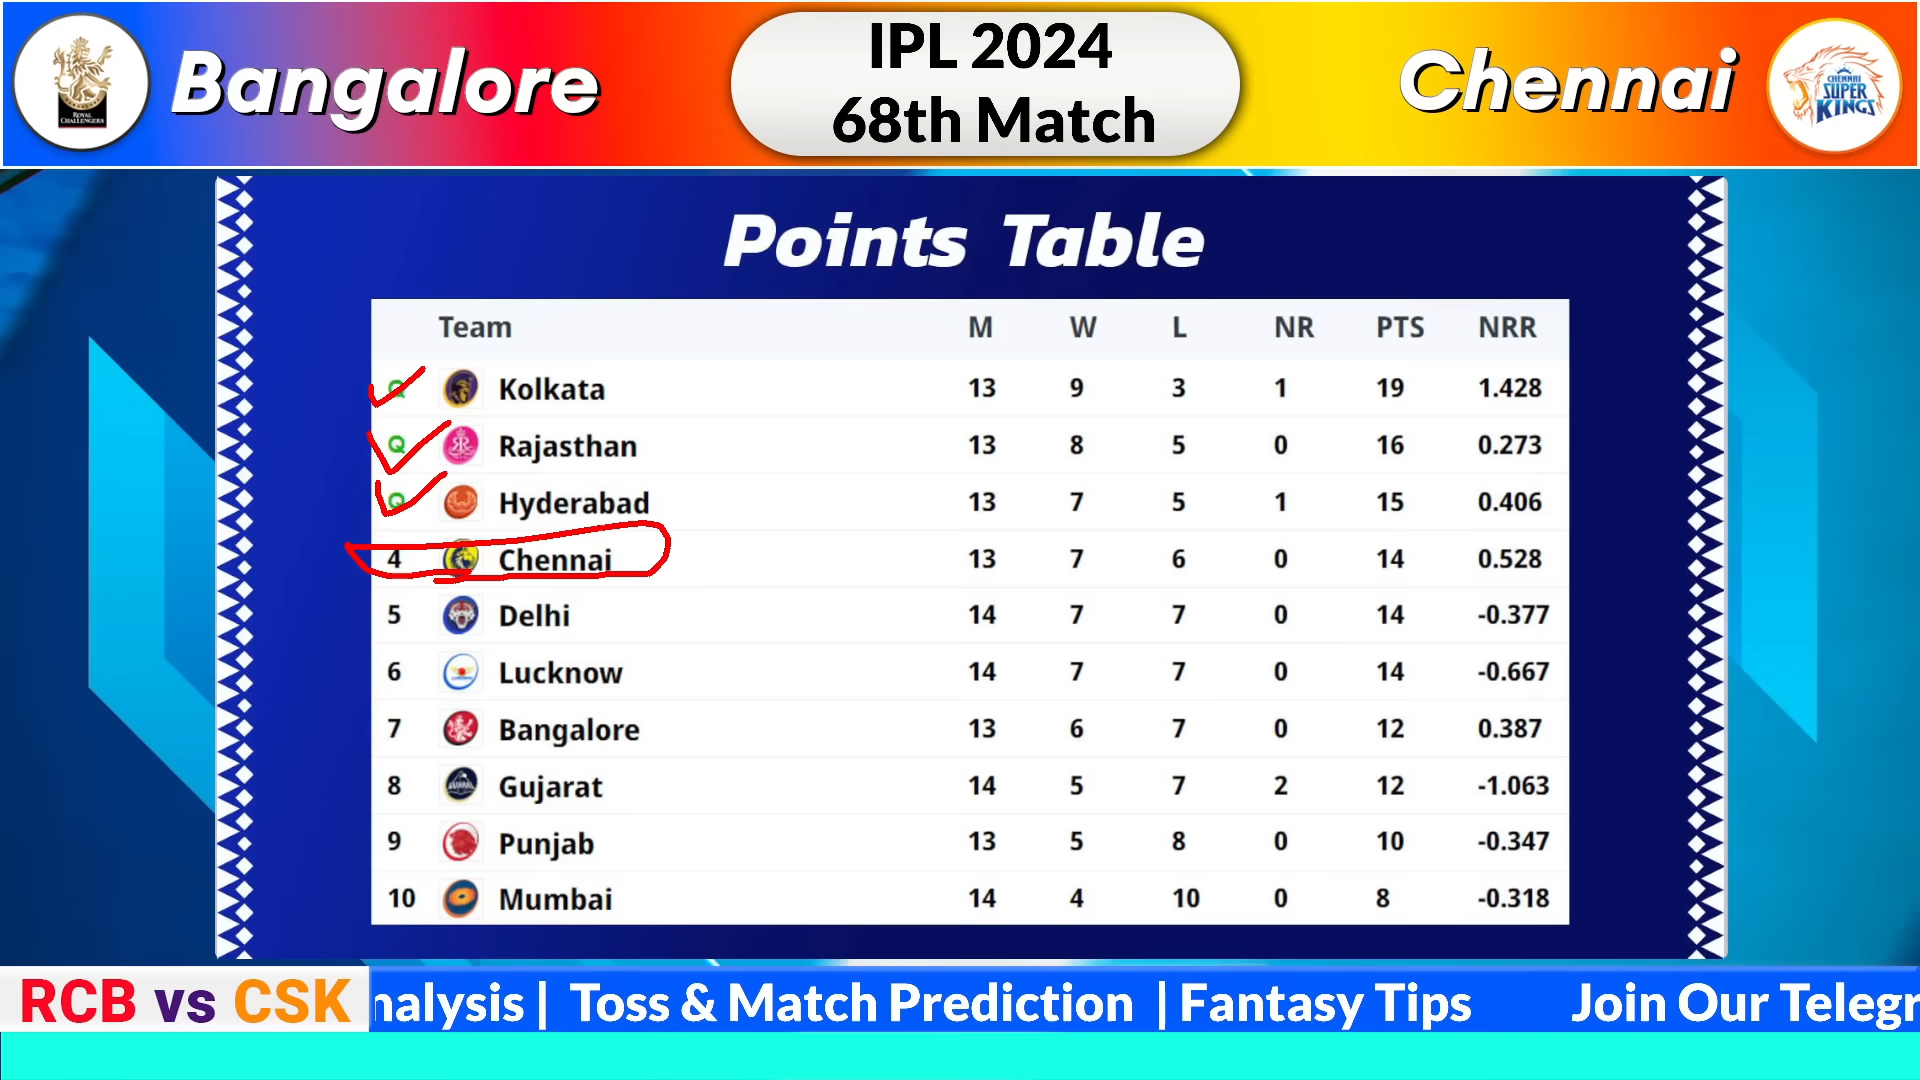 Bangalore
IPL 2024
68th Match
Chennai
ROYAL
CHALLENGERS
CHENNAI
SUPER
KINGS
Points Table
Team M W L NR PTS NRR
Q Kolkata 13 9 3 1 19 1.428
Q Rajasthan 13 8 5 0 16 0.273
Q Hyderabad 13 7 5 1 15 0.406
4 Chennai 13 7 6 0 14 0.528
5 Delhi 14 7 7 0 14 -0.377
6 Lucknow 14 7 7 0 14 -0.667
7 Bangalore 13 6 7 0 12 0.387
8 Gujarat 14 5 7 2 12 -1.063
9 Punjab 13 5 8 0 10 -0.347
10 Mumbai 14 4 10 0 8 -0.318
RCB vs CSK nalysis | Toss & Match Prediction | Fantasy Tips Join Our Telegr